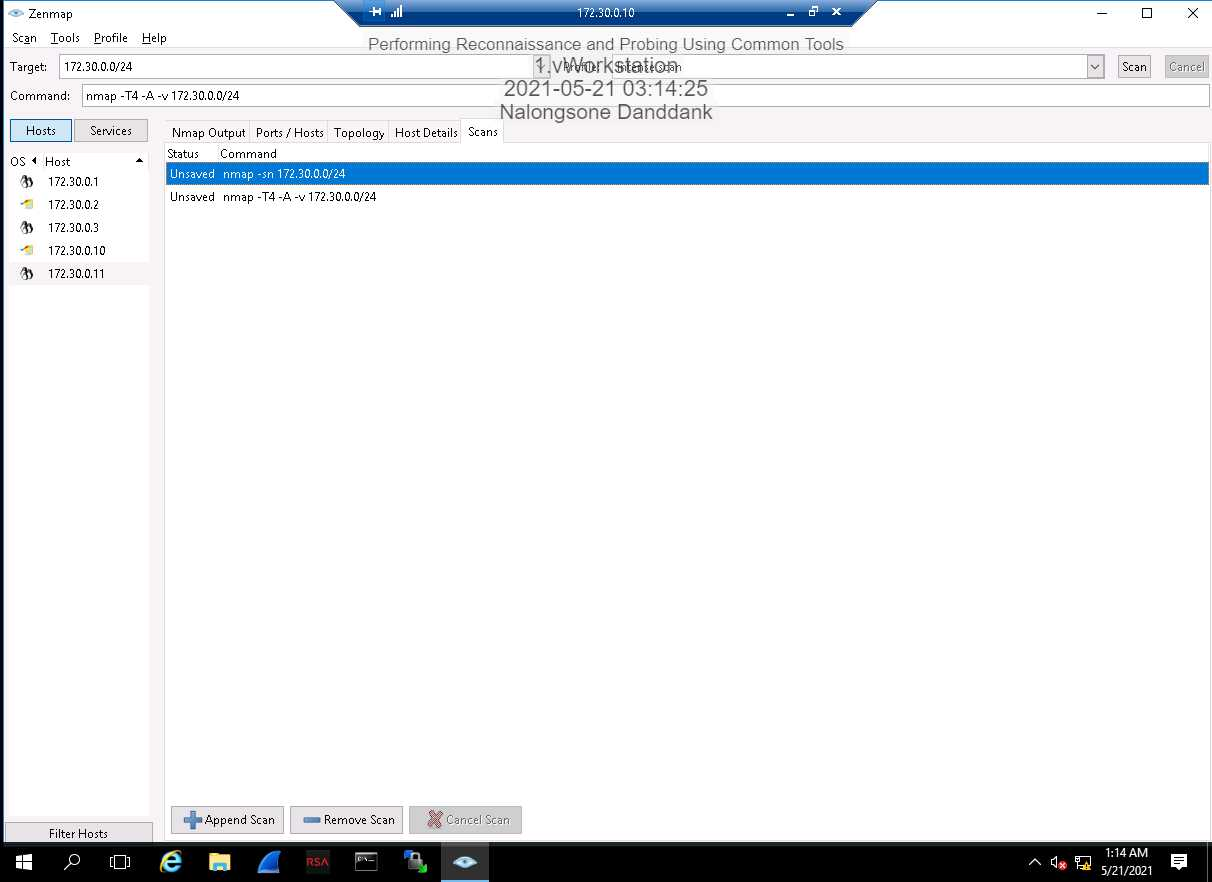 Zenmap
172.30.0.10
Scan Tools Profile Help
Performing Reconnaissance and Probing Using Common Tools
Target: 172.30.0.0/24 Profile: Intense scan Scan Cancel
1. vWorkstation
2021-05-21 03:14:25
Command: nmap -T4 -A -v 172.30.0.0/24
Nalongsone Danddank
Hosts Services
Nmap Output Ports / Hosts Topology Host Details Scans
OS Host
Status Command
172.30.0.1
Unsaved nmap -sn 172.30.0.0/24
172.30.0.2
Unsaved nmap -T4 -A -v 172.30.0.0/24
172.30.0.3
172.30.0.10
172.30.0.11
Append Scan Remove Scan Cancel Scan
Filter Hosts
RSA
C:\_
1:14 AM
5/21/2021